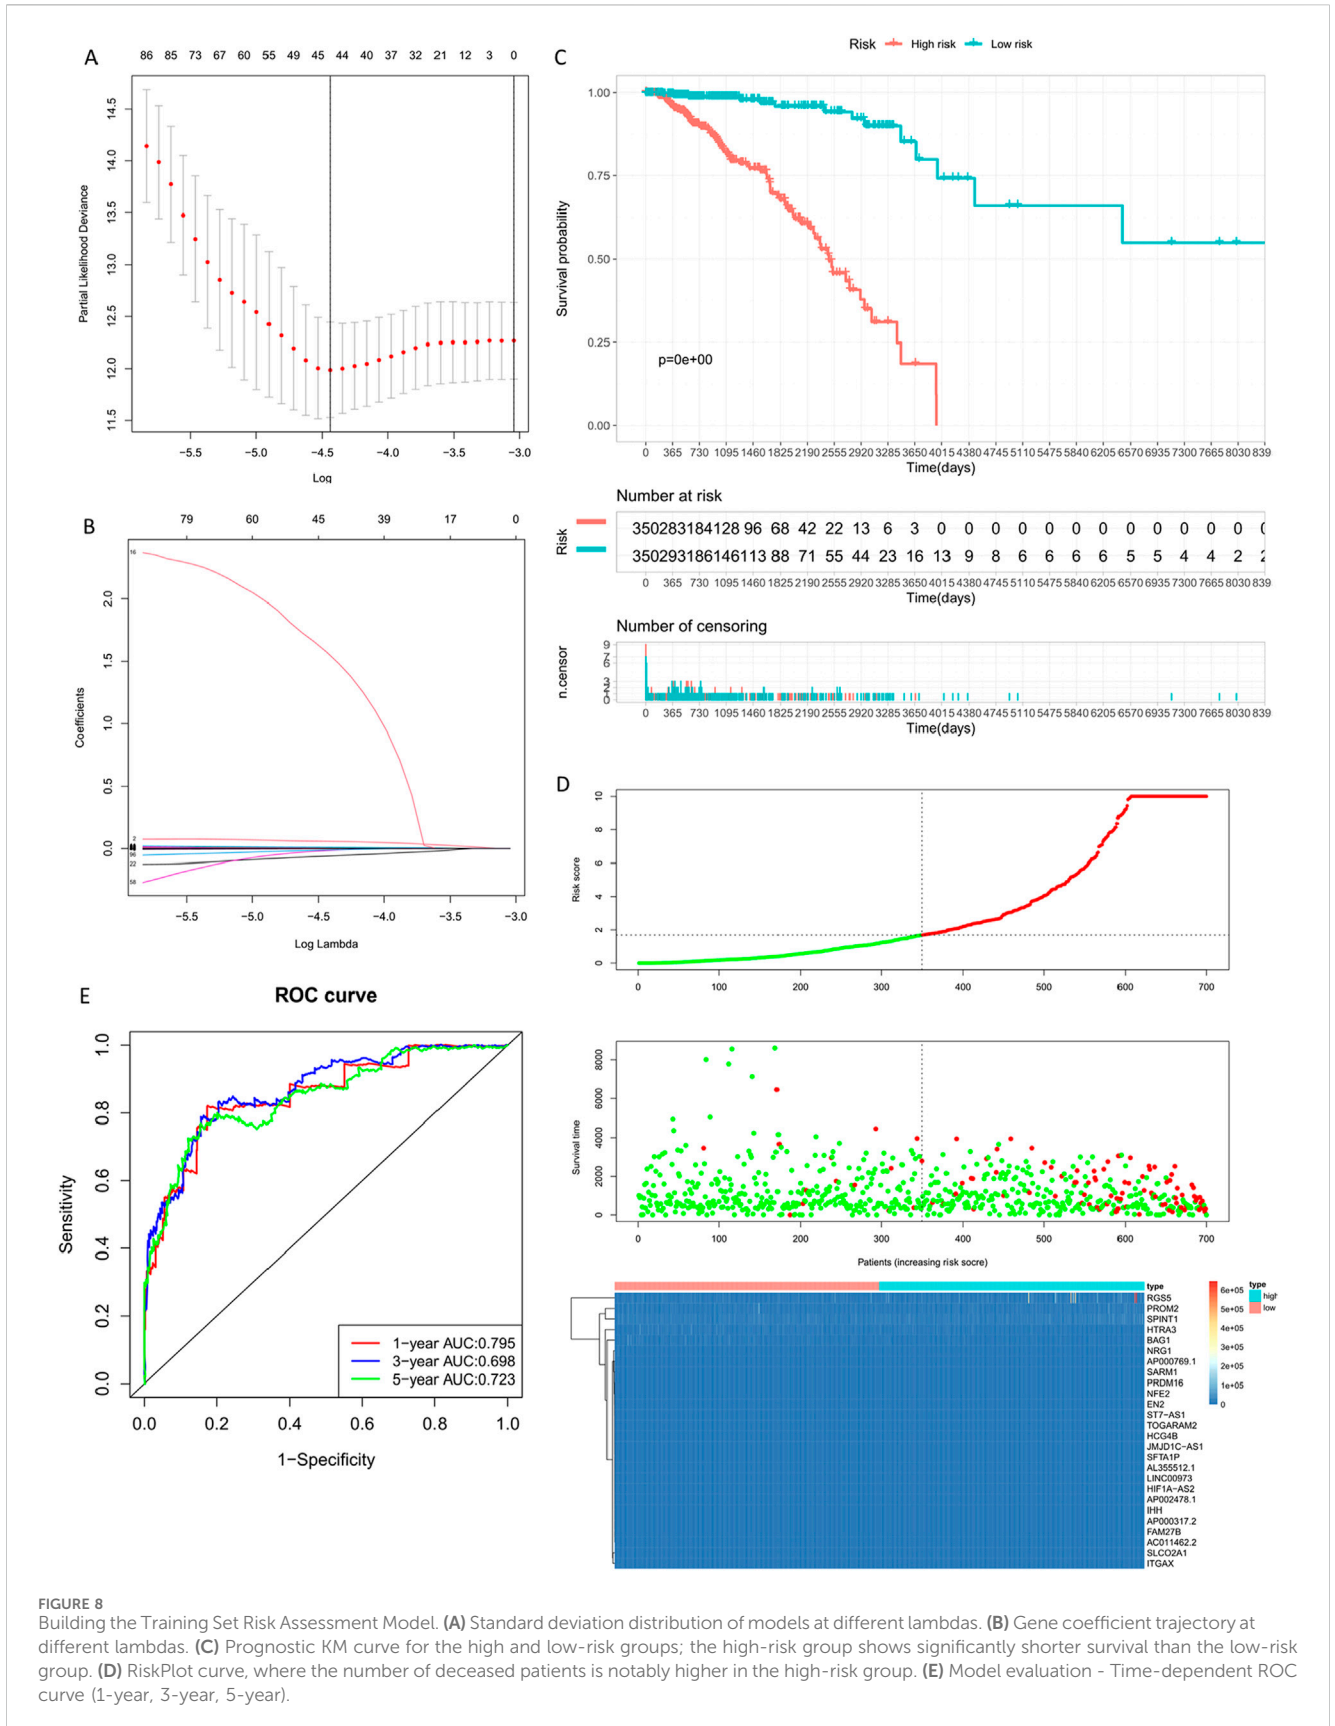 A
86 85 73 67 60 55 49 45 44 40 37 32 21 12 3 0
Partial Likelihood Deviance
14.5
14.0
13.5
13.0
12.5
12.0
11.5
−5.5 −5.0 −4.5 −4.0 −3.5 −3.0
Log
B
79 60 45 39 17 0
Coefficients
2.0
1.5
1.0
0.5
0.0
16
2
96
22
58
−5.5 −5.0 −4.5 −4.0 −3.5 −3.0
Log Lambda
C
Risk High risk Low risk
Survival probability
1.00
0.75
0.50
0.25
0.00
p=0e+00
0 365 730 1095 1460 1825 2190 2555 2920 3285 3650 4015 4380 4745 5110 5475 5840 6205 6570 6935 7300 7665 8030 839
Time(days)
Number at risk
Risk
350 283 184 128 96 68 42 22 13 6 3 0 0 0 0 0 0 0 0 0 0 0 0
350 293 186 146 113 88 71 55 44 23 16 13 9 8 6 6 6 6 5 5 4 4 2 2
0 365 730 1095 1460 1825 2190 2555 2920 3285 3650 4015 4380 4745 5110 5475 5840 6205 6570 6935 7300 7665 8030 839
Time(days)
Number of censoring
n.censor
9
7
6
3
2
1
0
0 365 730 1095 1460 1825 2190 2555 2920 3285 3650 4015 4380 4745 5110 5475 5840 6205 6570 6935 7300 7665 8030 839
Time(days)
D
Risk score
10
8
6
4
2
0
0 100 200 300 400 500 600 700
Survival time
8000
6000
4000
2000
0
0 100 200 300 400 500 600 700
Patients (increasing risk socre)
type
RGS5
PROM2
SPINT1
HTRA3
BAG1
NRG1
AP000769.1
SARM1
PRDM16
NFE2
EN2
ST7−AS1
TOGARAM2
HCG4B
JMJD1C−AS1
SFTA1P
AL355512.1
LINC00973
HIF1A−AS2
AP002478.1
IHH
AP000317.2
FAM27B
AC011462.2
SLCO2A1
ITGAX
6e+05
5e+05
4e+05
3e+05
2e+05
1e+05
0
type
high
low
E
ROC curve
Sensitivity
1.0
0.8
0.6
0.4
0.2
0.0
1-year AUC:0.795
3-year AUC:0.698
5-year AUC:0.723
0.0 0.2 0.4 0.6 0.8 1.0
1−Specificity
FIGURE 8
Building the Training Set Risk Assessment Model. (A) Standard deviation distribution of models at different lambdas. (B) Gene coefficient trajectory at
different lambdas. (C) Prognostic KM curve for the high and low-risk groups; the high-risk group shows significantly shorter survival than the low-risk
group. (D) RiskPlot curve, where the number of deceased patients is notably higher in the high-risk group. (E) Model evaluation - Time-dependent ROC
curve (1-year, 3-year, 5-year).